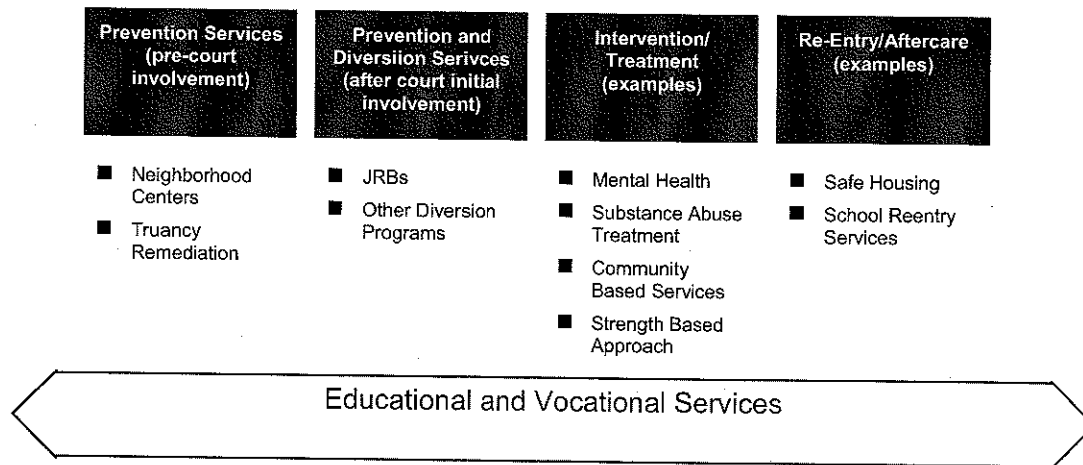 Prevention Services
(pre-court
involvement)
Prevention and
Diversiion Serivces
(after court initial
involvement)
Intervention/
Treatment
(examples)
Re-Entry/Aftercare
(examples)
■ Neighborhood
Centers
■ Truancy
Remediation
■ JRBs
■ Other Diversion
Programs
■ Mental Health
■ Substance Abuse
Treatment
■ Community
Based Services
■ Strength Based
Approach
■ Safe Housing
■ School Reentry
Services
Educational and Vocational Services